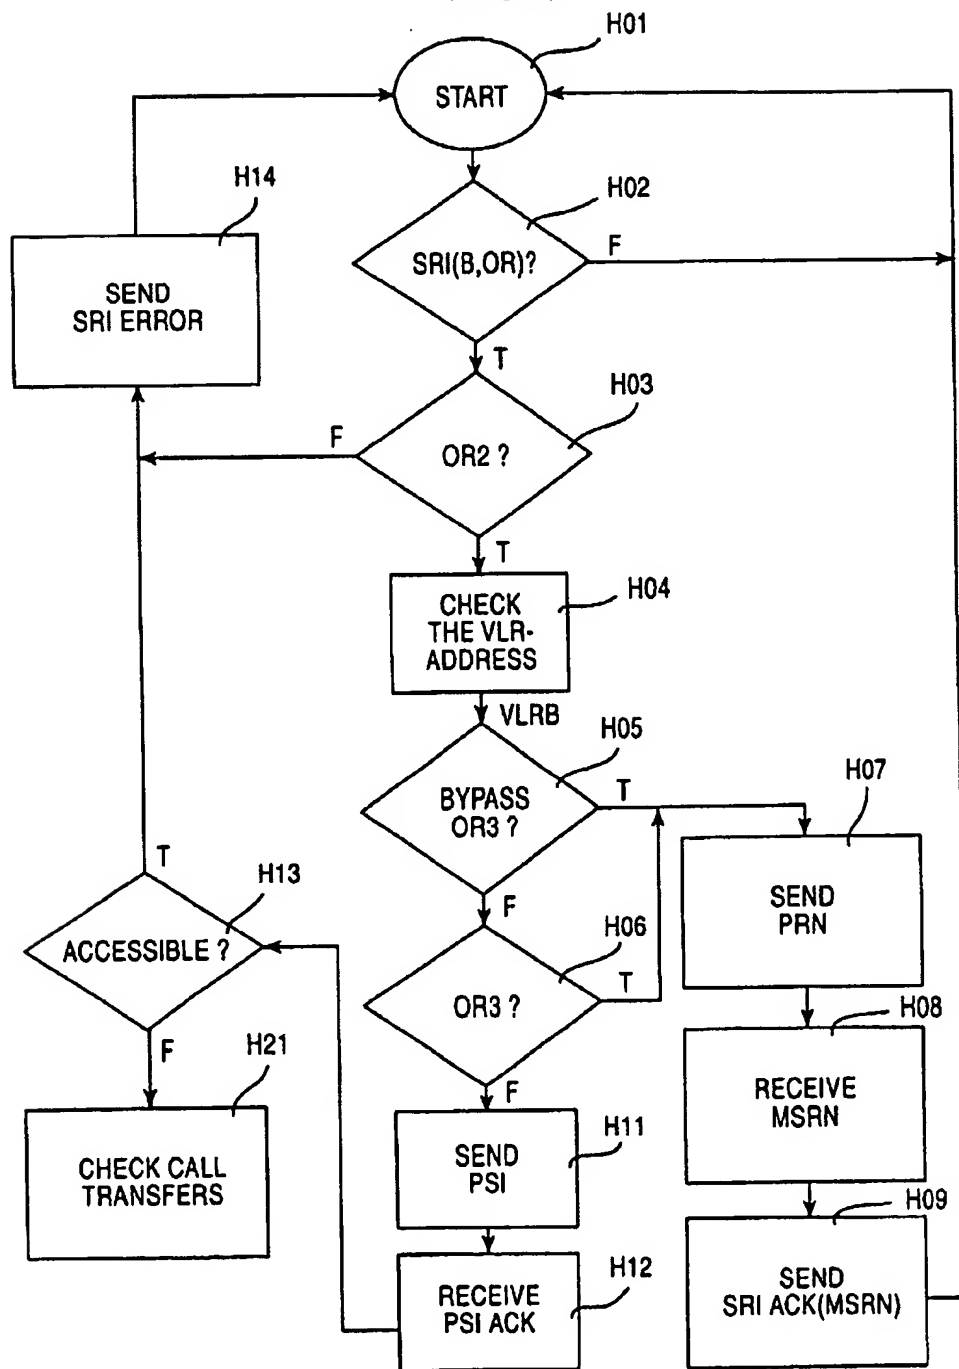 H01
START
H14
H02
SEND
SRI ERROR
SRI(B,OR)?
F
T
H03
F
OR2 ?
T
CHECK
THE VLR-
ADDRESS
H04
VLRB
H05
BYPASS
OR3 ?
T
H07
SEND
PRN
T
H13
F
H06
ACCESSIBLE ?
OR3 ?
T
H08
F
H21
F
RECEIVE
MSRN
CHECK CALL
TRANSFERS
SEND
PSI
H11
H09
RECEIVE
PSI ACK
H12
SEND
SRI ACK(MSRN)